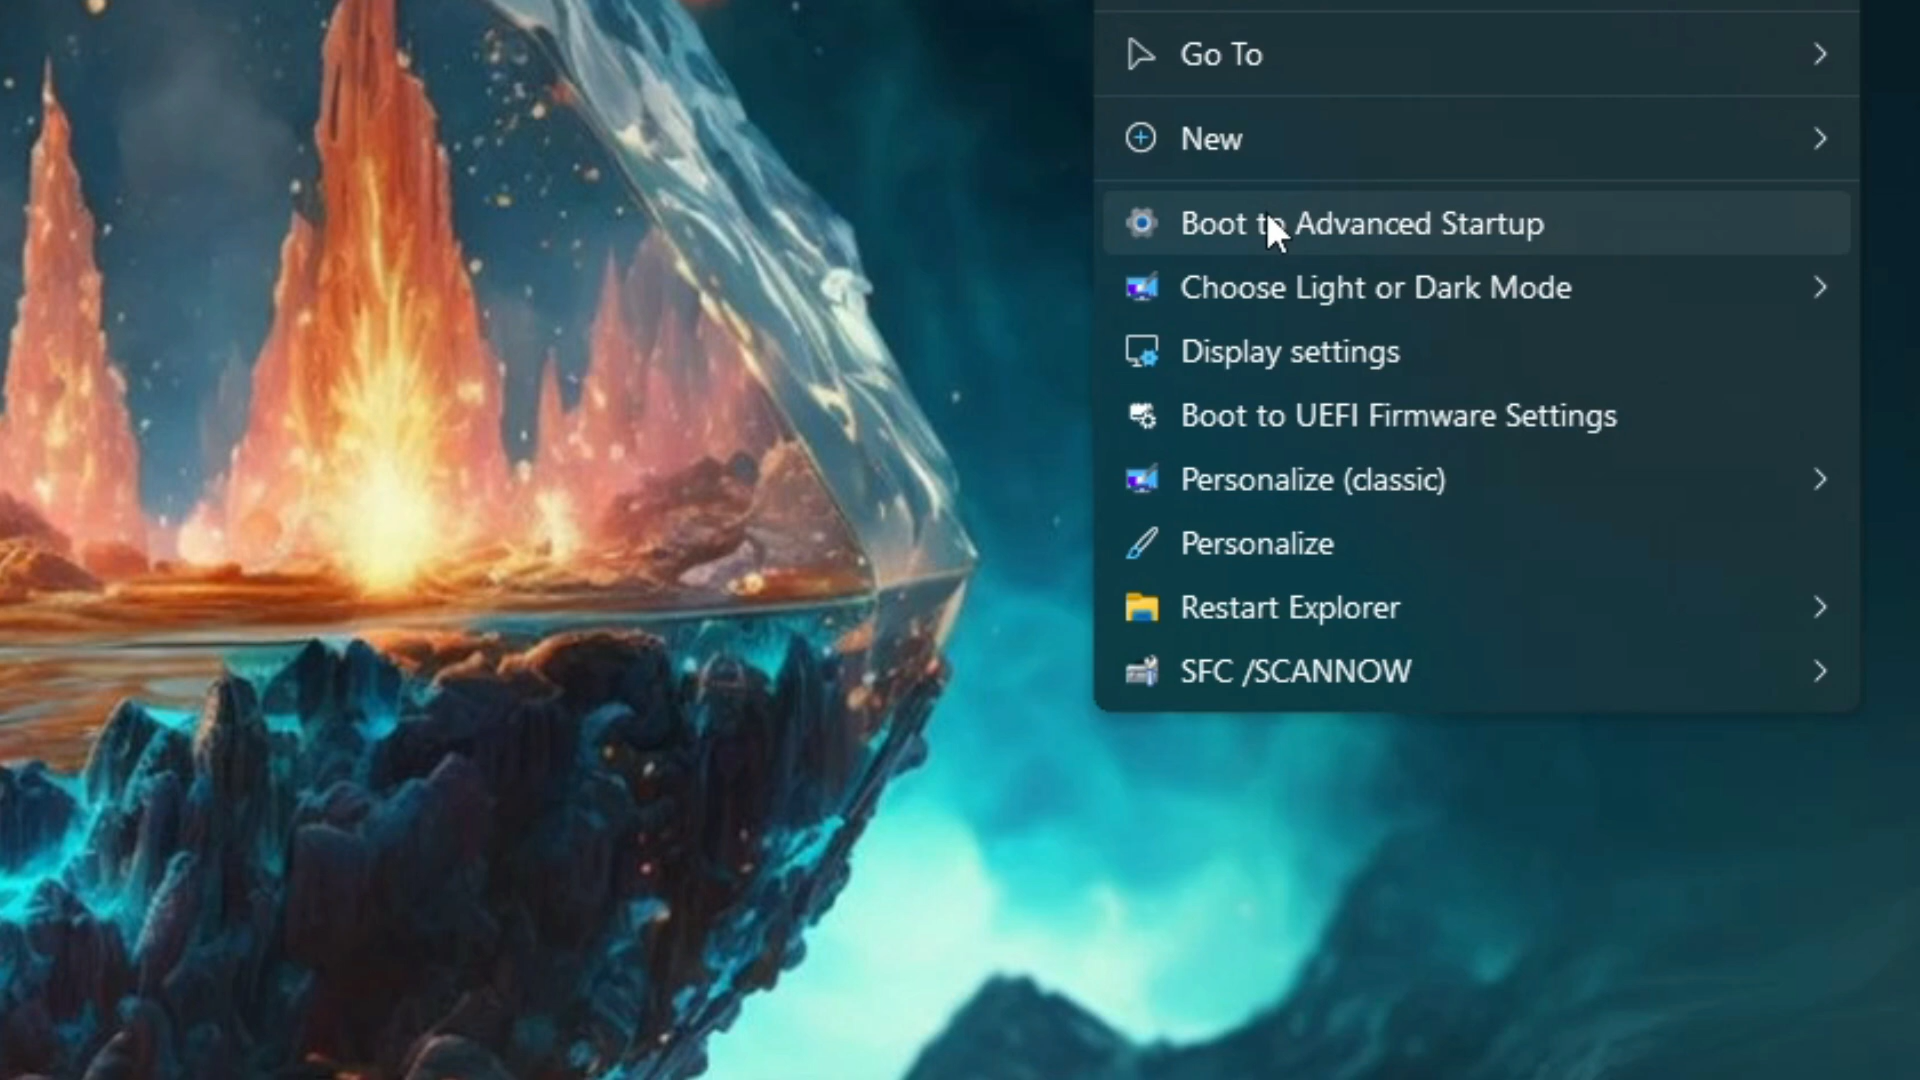 Go To
New
Boot to Advanced Startup
Choose Light or Dark Mode
Display settings
Boot to UEFI Firmware Settings
Personalize (classic)
Personalize
Restart Explorer
SFC /SCANNOW